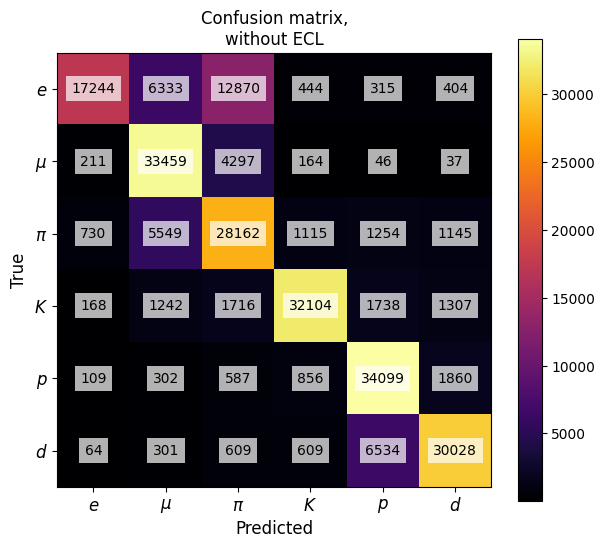 Confusion matrix,
without ECL
e 17244 6333 12870 444 315 404
μ 211 33459 4297 164 46 37
π 730 5549 28162 1115 1254 1145
K 168 1242 1716 32104 1738 1307
p 109 302 587 856 34099 1860
d 64 301 609 609 6534 30028
e μ π K p d
Predicted
True
30000
25000
20000
15000
10000
5000